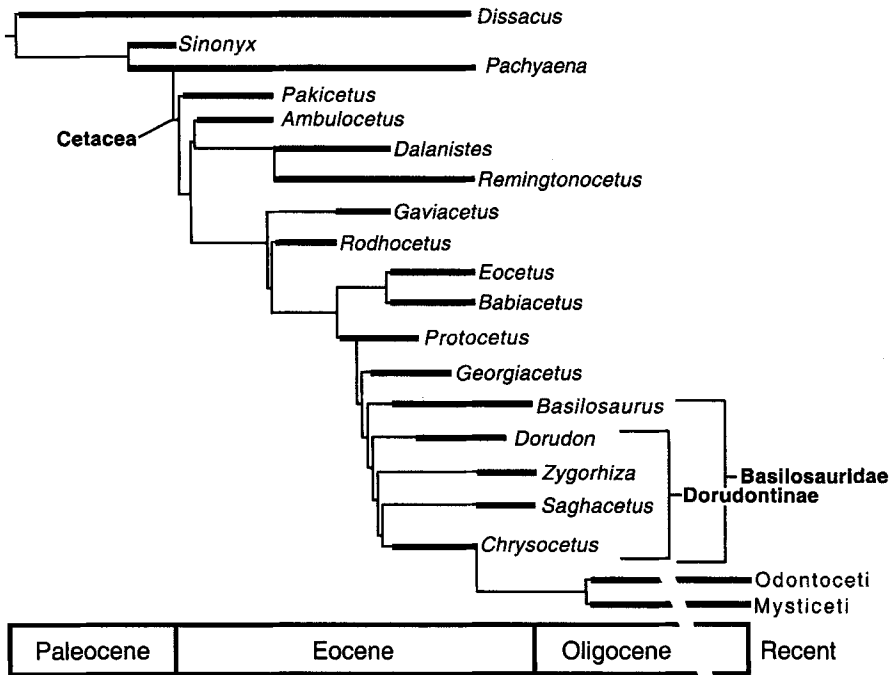 Dissacus
Sinonyx
Pachyaena
Pakicetus
Ambulocetus
Cetacea
Dalanistes
Remingtonocetus
Gaviacetus
Rodhocetus
Eocetus
Babiacetus
Protocetus
Georgiacetus
Basilosaurus
Dorudon
Zygorhiza
Basilosauridae
Dorudontinae
Saghacetus
Chrysocetus
Odontoceti
Mysticeti
Paleocene Eocene Oligocene Recent